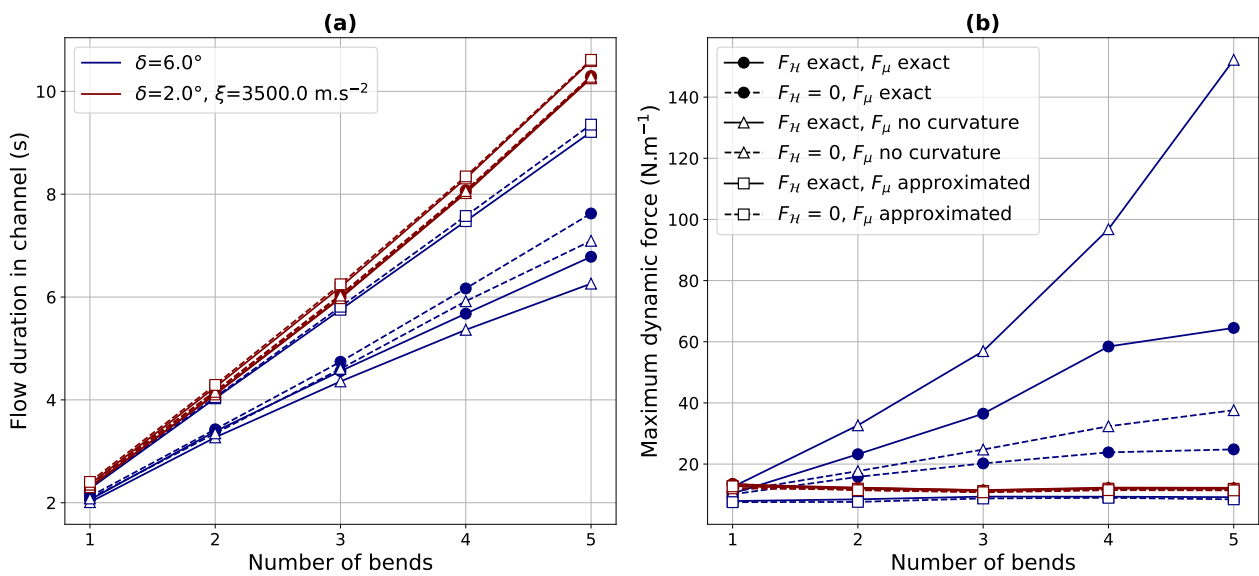 (a)
Flow duration in channel (s)
10
8
6
4
2
δ=6.0°
δ=2.0°, ξ=3500.0 m.s⁻²
1 2 3 4 5
Number of bends
(b)
Maximum dynamic force (N.m⁻¹)
140
120
100
80
60
40
20
F_ℋ exact, F_μ exact
F_ℋ = 0, F_μ exact
F_ℋ exact, F_μ no curvature
F_ℋ = 0, F_μ no curvature
F_ℋ exact, F_μ approximated
F_ℋ = 0, F_μ approximated
1 2 3 4 5
Number of bends